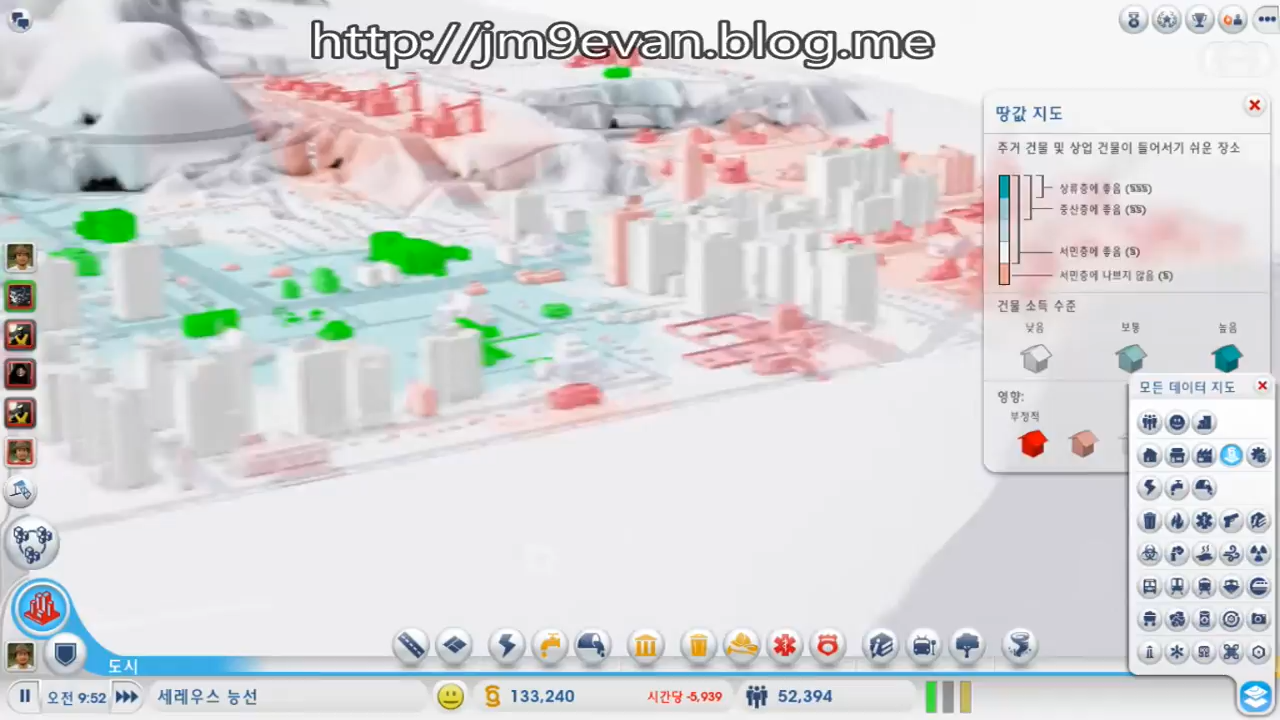 http://jm9evan.blog.me
땅값 지도
주거 건물 및 상업 건물이 들어서기 쉬운 장소
상류층에 좋음 (§§§)
중산층에 좋음 (§§)
서민층에 좋음 (§)
서민층에 나쁘지 않음 (§)
건물 소득 수준
낮음 보통 높음
영향:
부정적
모든 데이터 지도
도시
오전 9:52
세레우스 능선
133,240
시간당 -5,939
52,394